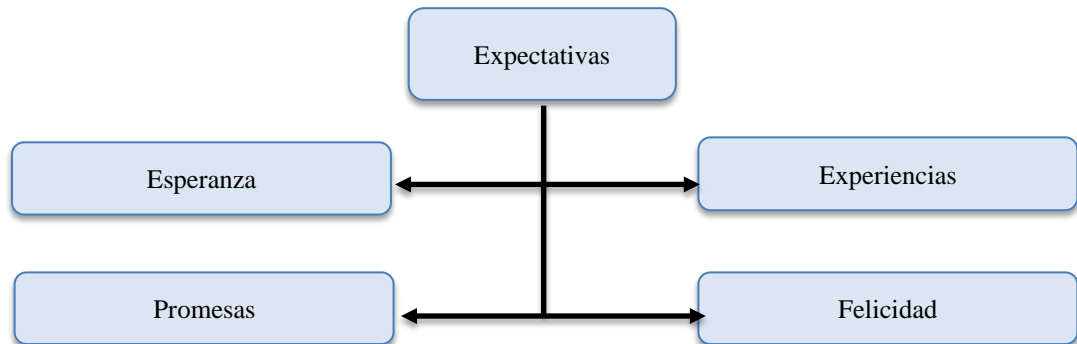 Expectativas
Esperanza
Experiencias
Promesas
Felicidad